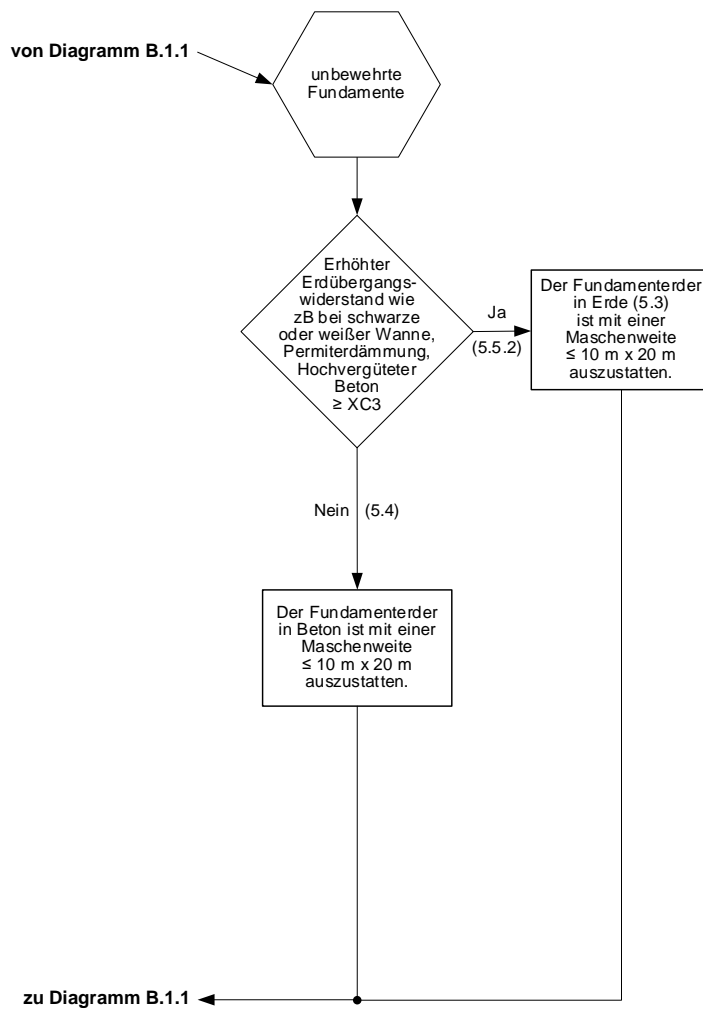 von Diagramm B.1.1
unbewehrte
Fundamente
Erhöhter
Erdübergangs-
widerstand wie
zB bei schwarze
oder weißer Wanne,
Permiterdämmung,
Hochvergüteter
Beton
≥ XC3
Ja
(5.5.2)
Der Fundamenterder
in Erde (5.3)
ist mit einer
Maschenweite
≤ 10 m x 20 m
auszustatten.
Nein (5.4)
Der Fundamenterder
in Beton ist mit einer
Maschenweite
≤ 10 m x 20 m
auszustatten.
zu Diagramm B.1.1